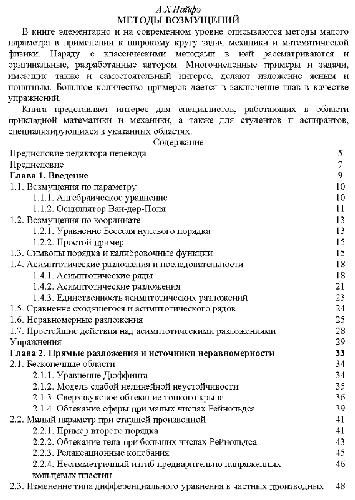 А.Х.Найфэ
МЕТОДЫ ВОЗМУЩЕНИЙ
В книге элементарно и на современном уровне описываются методы малого
параметра в применении к широкому кругу задач механики и математической
физики. Наряду с классическими методами в ней рассматриваются и
оригинальные, разработанные автором. Многочисленные примеры и задачи,
имеющие также и самостоятельный интерес, делают изложение ясным и
понятным. Большое количество примеров дается в заключение глав в качестве
упражнений.
Книга представляет интерес для специалистов, работающих в области
прикладной математики и механики, а также для студентов и аспирантов,
специализирующихся в указанных областях.
Содержание
Предисловие редактора перевода 5
Предисловие 7
Глава 1. Введение 9
1.1. Возмущения по параметру 10
1.1.1. Алгебраическое уравнение 10
1.1.2. Осциллятор Ван-дер-Поля 11
1.2. Возмущения по координате 13
1.2.1. Уравнение Бесселя нулевого порядка 13
1.2.2. Простой пример 15
1.3. Символы порядка и калибровочные функции 15
1.4. Асимптотические разложения и последовательности 18
1.4.1. Асимптотические ряды 18
1.4.2. Асимптотические разложения 21
1.4.3. Единственность асимптотических разложений 23
1.5. Сравнение сходящегося и асимптотического рядов 24
1.6. Неравномерные разложения 25
1.7. Простейшие действия над асимптотическими разложениями 28
Упражнения 29
Глава 2. Прямые разложения и источники неравномерности 33
2.1. Бесконечные области 34
2.1.1. Уравнение Дюффинга 34
2.1.2. Модель слабой нелинейной неустойчивости 35
2.1.3. Сверхзвуковое обтекание тонкого крыла 36
2.1.4. Обтекание сферы при малых числах Рейнольдса 39
2.2. Малый параметр при старшей производной 41
2.2.1. Пример второго порядка 41
2.2.2. Обтекание тела при больших числах Рейнольдса 43
2.2.3. Релаксационные колебания 45
2.2.4. Несимметричный изгиб предварительно напряженных 46
кольцевых пластин
2.3. Изменение типа дифференциального уравнения в частных производных 48
2.3.1. 48